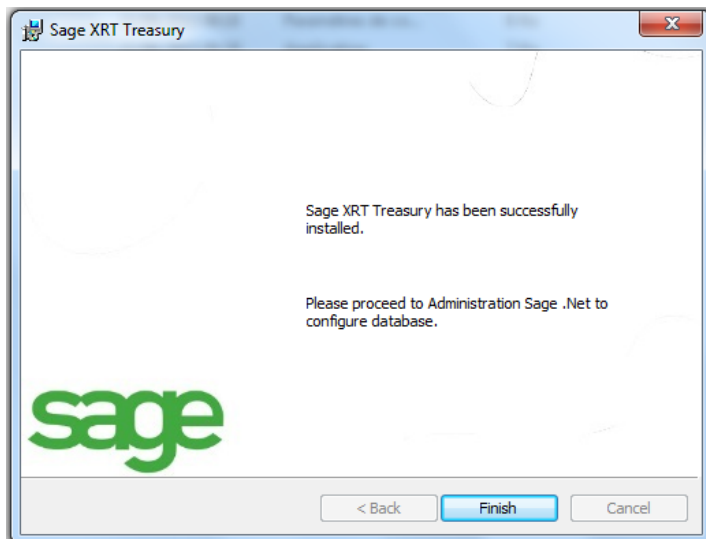 Sage XRT Treasury
Sage XRT Treasury has been successfully
installed.
Please proceed to Administration Sage .Net to
configure database.
sage
< Back
Finish
Cancel